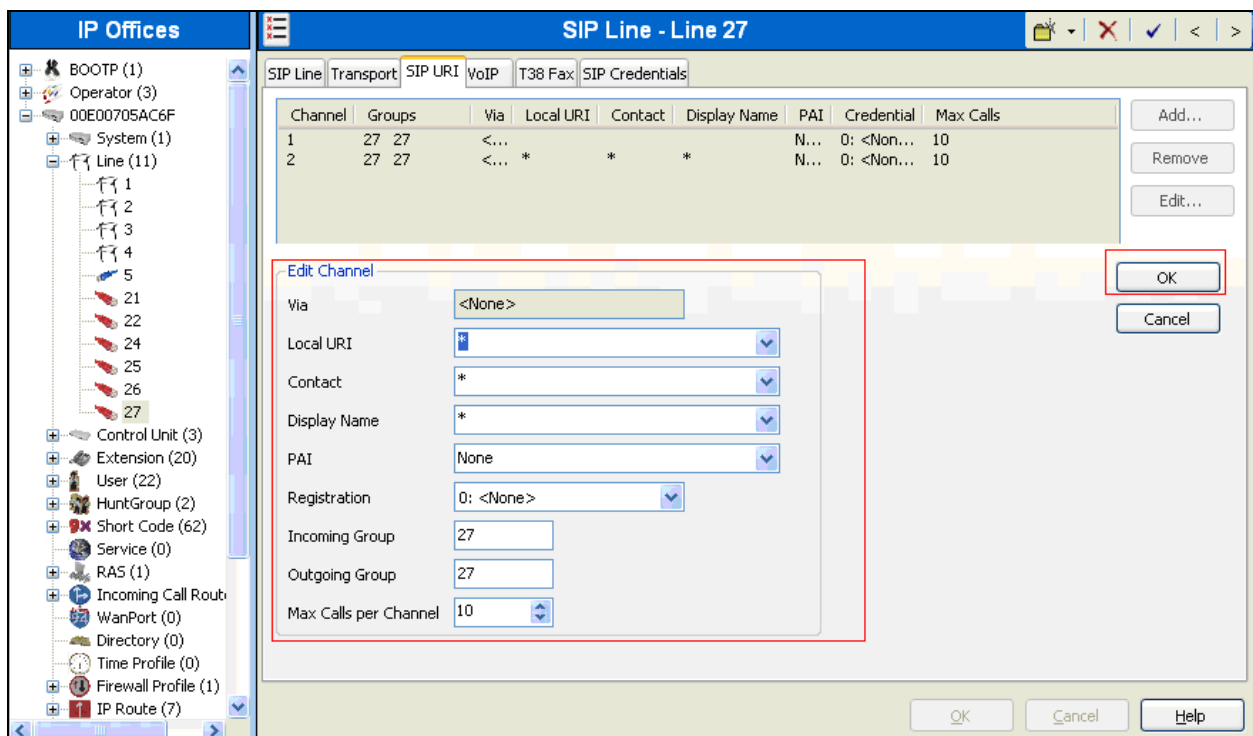 IP Offices
BOOTP (1)
Operator (3)
00E00705AC6F
System (1)
Line (11)
1
2
3
4
5
21
22
24
25
26
27
Control Unit (3)
Extension (20)
User (22)
HuntGroup (2)
9x Short Code (62)
Service (0)
RAS (1)
Incoming Call Rout
WanPort (0)
Directory (0)
Time Profile (0)
Firewall Profile (1)
IP Route (7)
SIP Line - Line 27
SIP Line Transport SIP URI VoIP T38 Fax SIP Credentials
Channel Groups Via Local URI Contact Display Name PAI Credential Max Calls
1 27 27 <... N... 0: <Non... 10
2 27 27 <... * * * N... 0: <Non... 10
Add...
Remove
Edit...
Edit Channel
Via <None>
Local URI *
Contact *
Display Name *
PAI None
Registration 0: <None>
Incoming Group 27
Outgoing Group 27
Max Calls per Channel 10
OK
Cancel
OK Cancel Help